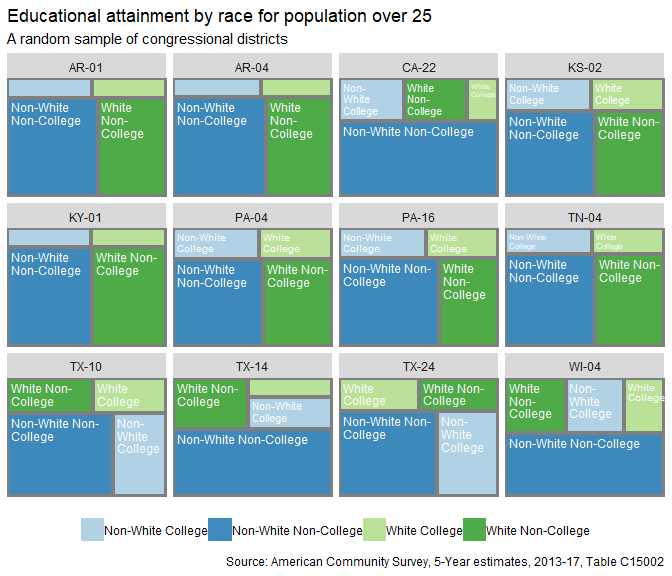 Educational attainment by race for population over 25
A random sample of congressional districts
AR-01
AR-04
CA-22
KS-02
Non-White
Non-College
White
Non-
College
Non-White
Non-College
White
Non-
College
Non-
White
College
White
Non-
College
White
College
Non-White Non-College
Non-White
College
White
College
Non-White
Non-College
White
Non-College
KY-01
PA-04
PA-16
TN-04
Non-White
Non-College
White Non-
College
Non-White
College
White
College
Non-White
Non-College
White Non-
College
Non-White
College
White
College
Non-White Non-
College
White
Non-
College
Non-White
College
White
College
Non-White
Non-College
White Non-
College
TX-10
TX-14
TX-24
WI-04
White Non-
College
White
College
Non-White Non-
College
Non-
White
College
White
Non-College
Non-White
College
Non-White Non-College
White
College
White Non-
College
Non-White Non-
College
Non-
White
College
White
Non-
College
Non-
White
College
White
College
Non-White Non-College
Non-White College
Non-White Non-College
White College
White Non-College
Source: American Community Survey, 5-Year estimates, 2013-17, Table C15002